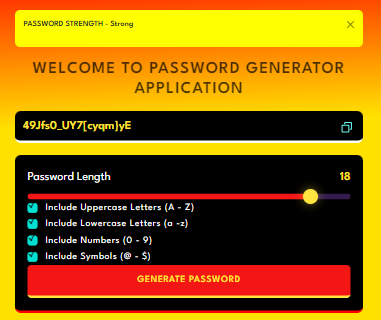 PASSWORD STRENGTH - Strong
WELCOME TO PASSWORD GENERATOR
APPLICATION
49Jfs0_UY7[cyqm}yE
Password Length 18
Include Uppercase Letters (A - Z)
Include Lowercase Letters (a -z)
Include Numbers (0 - 9)
Include Symbols (@ - $)
GENERATE PASSWORD